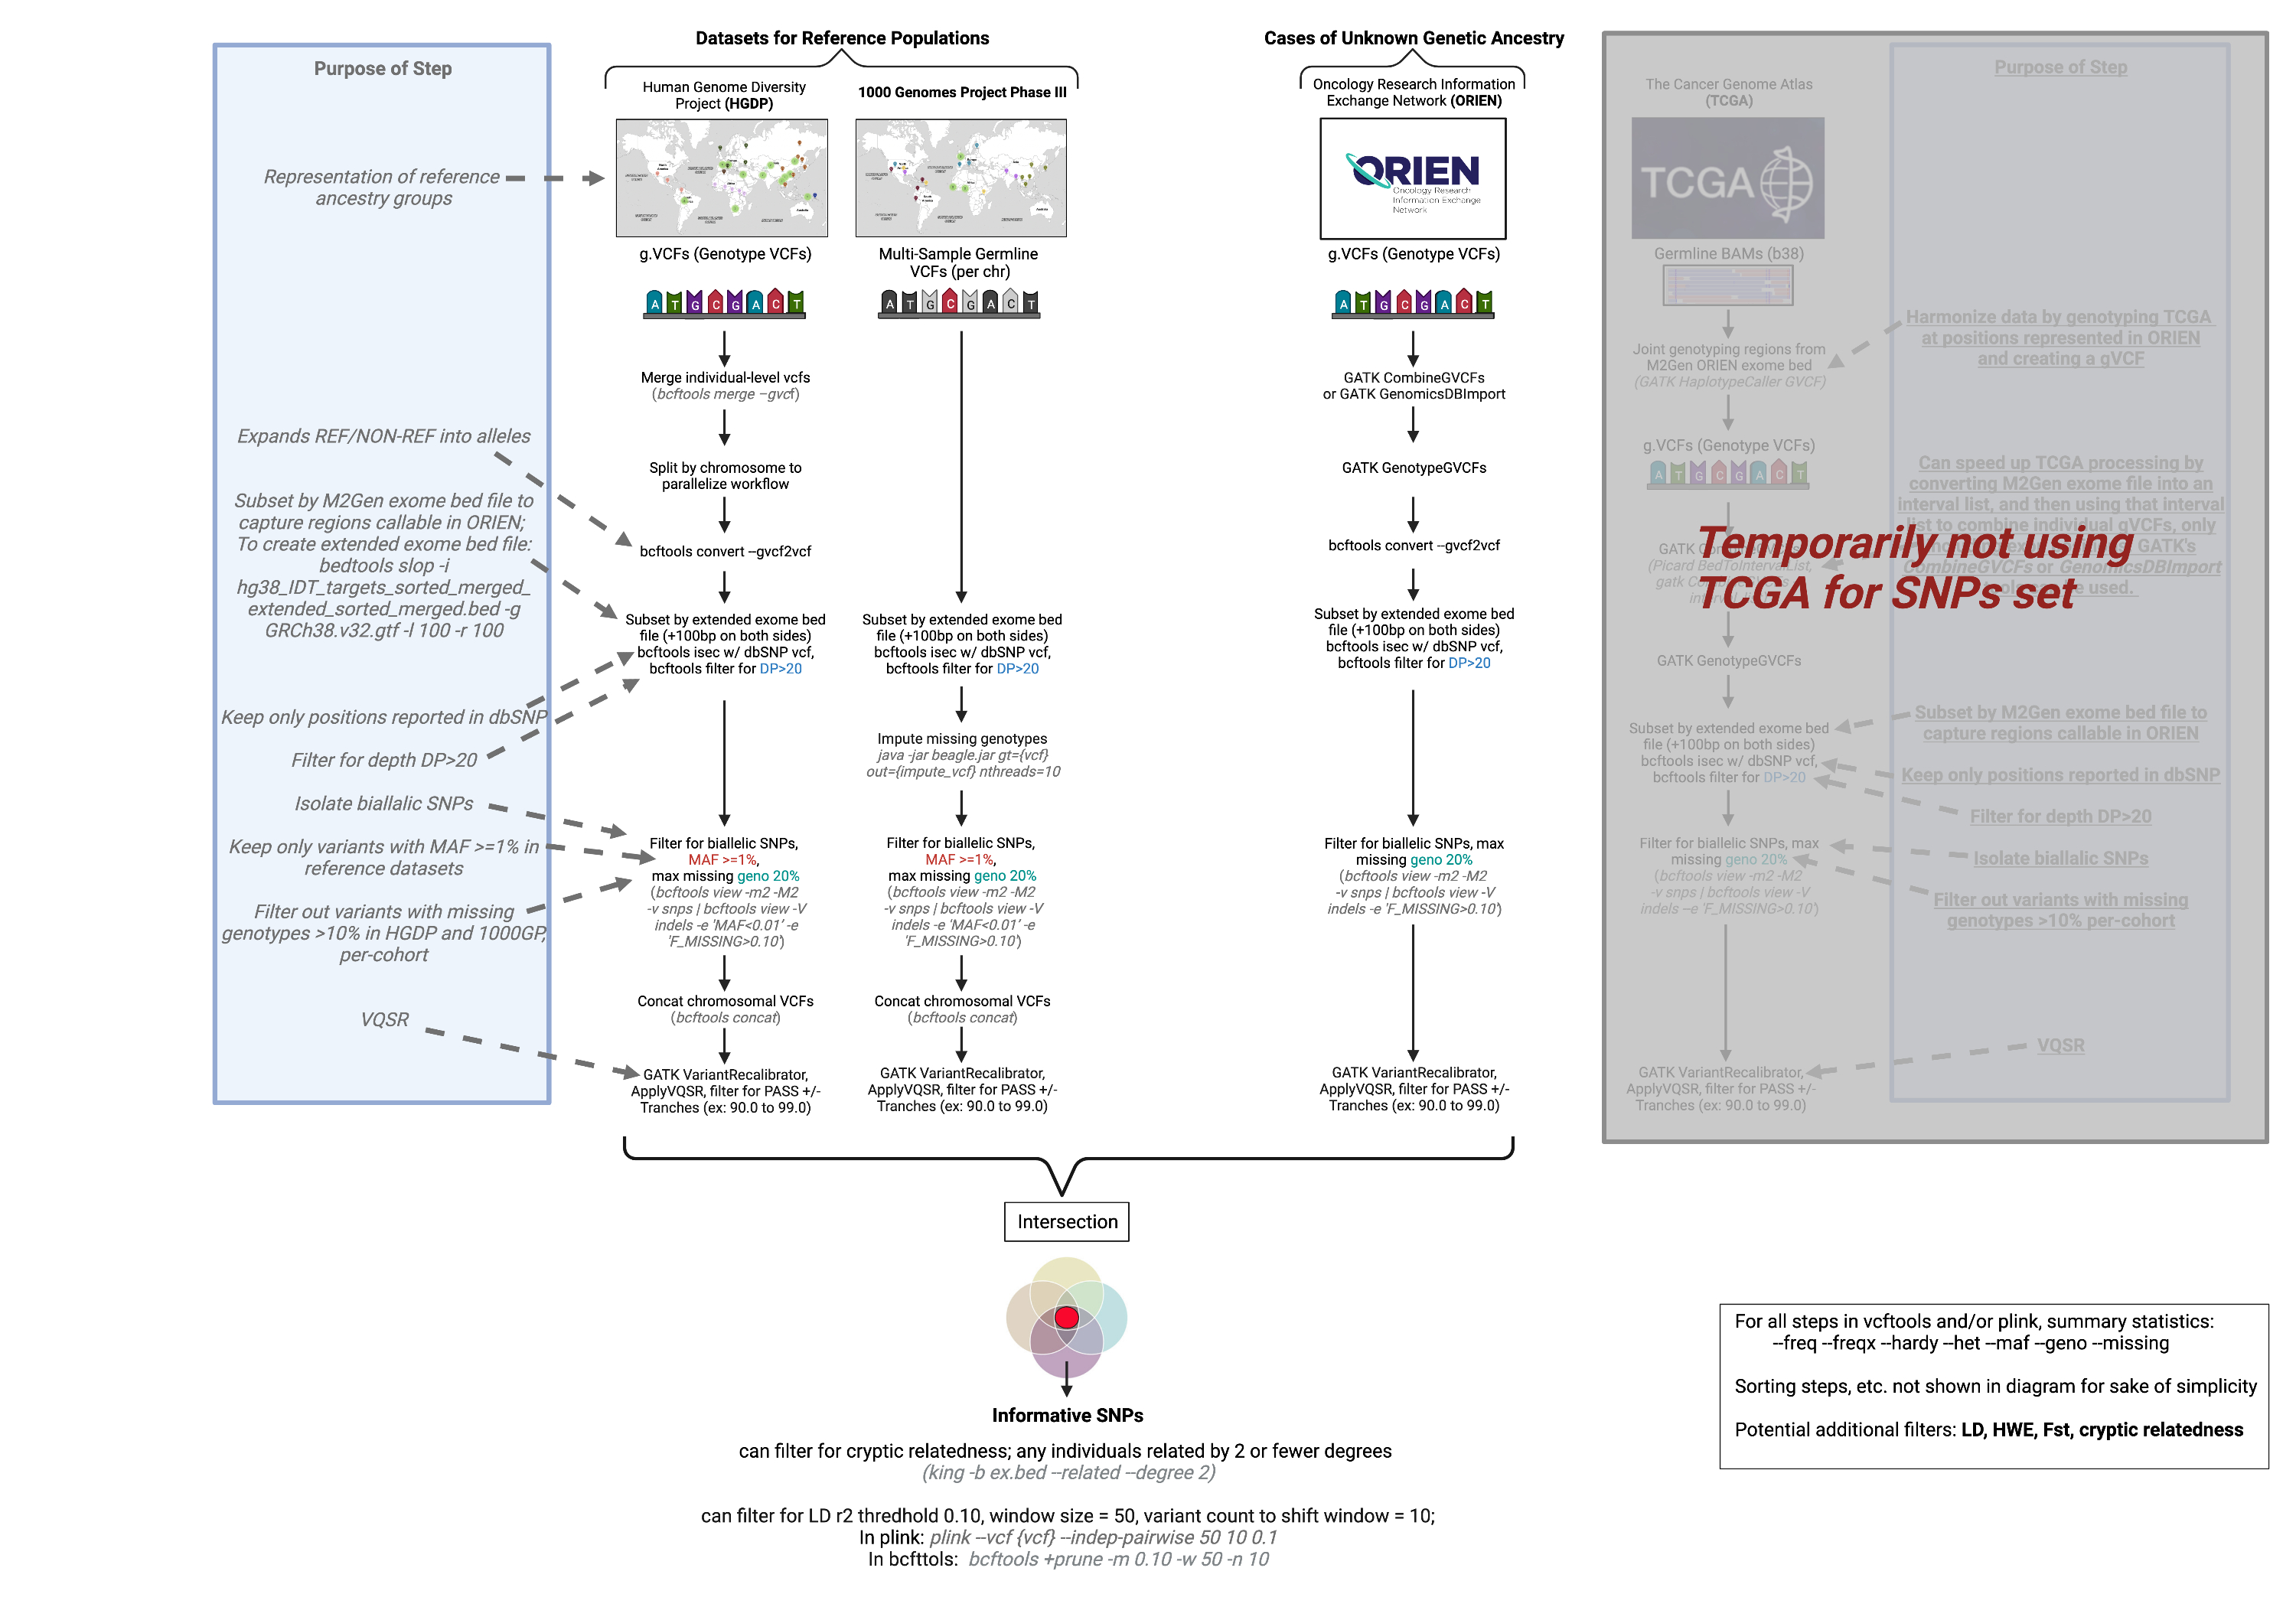 Purpose of Step
Representation of reference
ancestry groups
Expands REF/NON-REF into alleles
Subset by M2Gen exome bed file to
capture regions callable in ORIEN;
To create extended exome bed file:
bedtools slop -i
hg38_IDT_targets_sorted_merged_
extended_sorted_merged.bed -g
GRCh38.v32.gtf -l 100 -r 100
Keep only positions reported in dbSNP
Filter for depth DP>20
Isolate biallalic SNPs
Keep only variants with MAF >=1% in
reference datasets
Filter out variants with missing
genotypes >10% in HGDP and 1000GP,
per-cohort
VQSR
Datasets for Reference Populations
Human Genome Diversity
Project (HGDP)
g.VCFs (Genotype VCFs)
A T G C G A C T
Merge individual-level vcfs
(bcftools merge –gvcf)
Split by chromosome to
parallelize workflow
bcftools convert --gvcf2vcf
Subset by extended exome bed
file (+100bp on both sides)
bcftools isec w/ dbSNP vcf,
bcftools filter for DP>20
Filter for biallelic SNPs,
MAF >=1%,
max missing geno 20%
(bcftools view -m2 -M2
-v snps | bcftools view -V
indels -e 'MAF<0.01' -e
'F_MISSING>0.10')
Concat chromosomal VCFs
(bcftools concat)
GATK VariantRecalibrator,
ApplyVQSR, filter for PASS +/-
Tranches (ex: 90.0 to 99.0)
1000 Genomes Project Phase III
Multi-Sample Germline
VCFs (per chr)
A T G C G A C T
Subset by extended exome bed
file (+100bp on both sides)
bcftools isec w/ dbSNP vcf,
bcftools filter for DP>20
Impute missing genotypes
java -jar beagle.jar gt={vcf}
out={impute_vcf} nthreads=10
Filter for biallelic SNPs,
MAF >=1%,
max missing geno 20%
(bcftools view -m2 -M2
-v snps | bcftools view -V
indels -e 'MAF<0.01' -e
'F_MISSING>0.10')
Concat chromosomal VCFs
(bcftools concat)
GATK VariantRecalibrator,
ApplyVQSR, filter for PASS +/-
Tranches (ex: 90.0 to 99.0)
Cases of Unknown Genetic Ancestry
Oncology Research Information
Exchange Network (ORIEN)
ORIEN
Oncology Research
Information Exchange
Network
g.VCFs (Genotype VCFs)
A T G C G A C T
GATK CombineGVCFs
or GATK GenomicsDBImport
GATK GenotypeGVCFs
bcftools convert --gvcf2vcf
Subset by extended exome bed
file (+100bp on both sides)
bcftools isec w/ dbSNP vcf,
bcftools filter for DP>20
Filter for biallelic SNPs, max
missing geno 20%
(bcftools view -m2 -M2
-v snps | bcftools view -V
indels -e 'F_MISSING>0.10')
GATK VariantRecalibrator,
ApplyVQSR, filter for PASS +/-
Tranches (ex: 90.0 to 99.0)
The Cancer Genome Atlas
(TCGA)
TCGA
Germline BAMs (b38)
Joint genotyping regions from
M2Gen ORIEN exome bed
(GATK HaplotypeCaller GVCF)
g.VCFs (Genotype VCFs)
A T G C G A C T
(Picard BedToIntervalList,
GATK GenotypeGVCFs
Subset by extended exome bed
file (+100bp on both sides)
bcftools isec w/ dbSNP vcf,
bcftools filter for DP>20
Filter for biallelic SNPs, max
missing geno 20%
(bcftools view -m2 -M2
-v snps | bcftools view -V
indels –e 'F_MISSING>0.10')
GATK VariantRecalibrator,
ApplyVQSR, filter for PASS +/-
Tranches (ex: 90.0 to 99.0)
Temporarily not using
TCGA for SNPs set
Purpose of Step
Harmonize data by genotyping TCGA
at positions represented in ORIEN
and creating a gVCF
Can speed up TCGA processing by
converting M2Gen exome file into an
interval list, and then using that interval
list to combine individual gVCFs, only
GATK's
CombineGVCFs or GenomicsDBImport
used.
Subset by M2Gen exome bed file to
capture regions callable in ORIEN
Keep only positions reported in dbSNP
Filter for depth DP>20
Isolate biallalic SNPs
Filter out variants with missing
genotypes >10% per-cohort
VQSR
Intersection
Informative SNPs
can filter for cryptic relatedness; any individuals related by 2 or fewer degrees
(king -b ex.bed --related --degree 2)
can filter for LD r2 thredhold 0.10, window size = 50, variant count to shift window = 10;
In plink: plink --vcf {vcf} --indep-pairwise 50 10 0.1
In bcfttols: bcftools +prune -m 0.10 -w 50 -n 10
For all steps in vcftools and/or plink, summary statistics:
--freq --freqx --hardy --het --maf --geno --missing
Sorting steps, etc. not shown in diagram for sake of simplicity
Potential additional filters: LD, HWE, Fst, cryptic relatedness